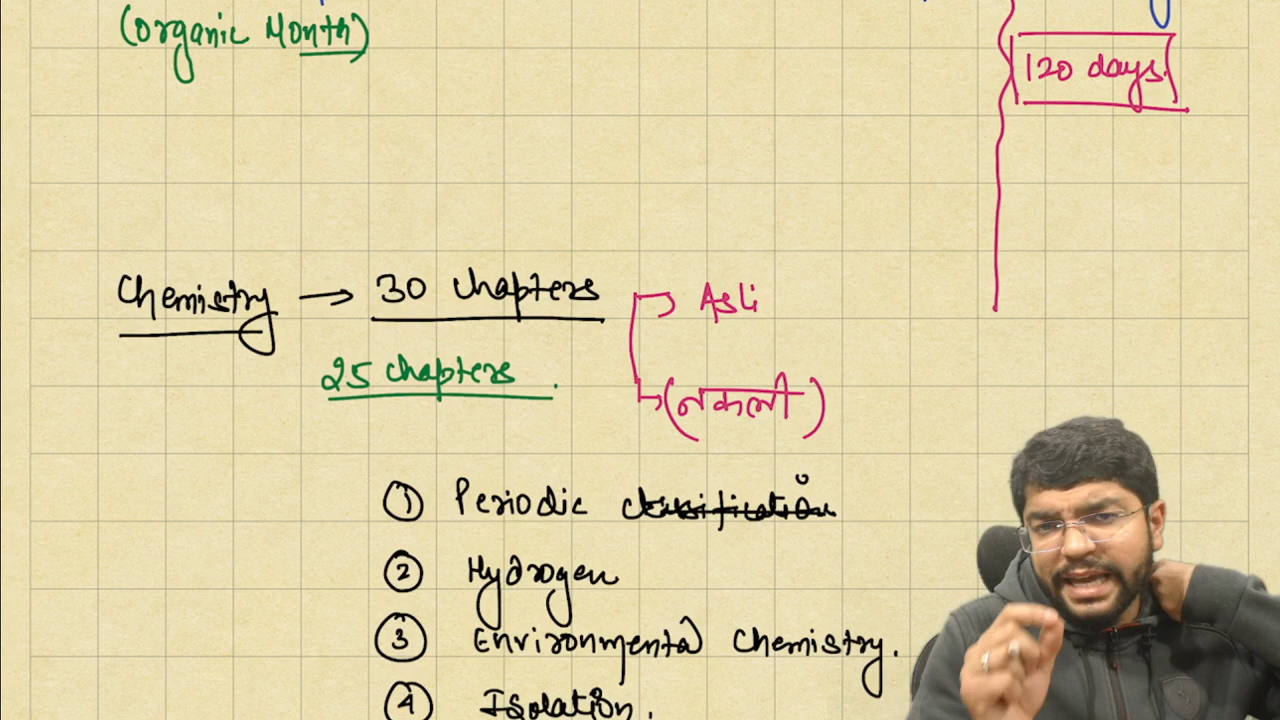 (Organic Month)
120 days.
Chemistry → 30 chapters
Asli
25 chapters.
(नकली)
① Periodic classification
② Hydrogen
③ Environmental Chemistry.
④ Isolation.